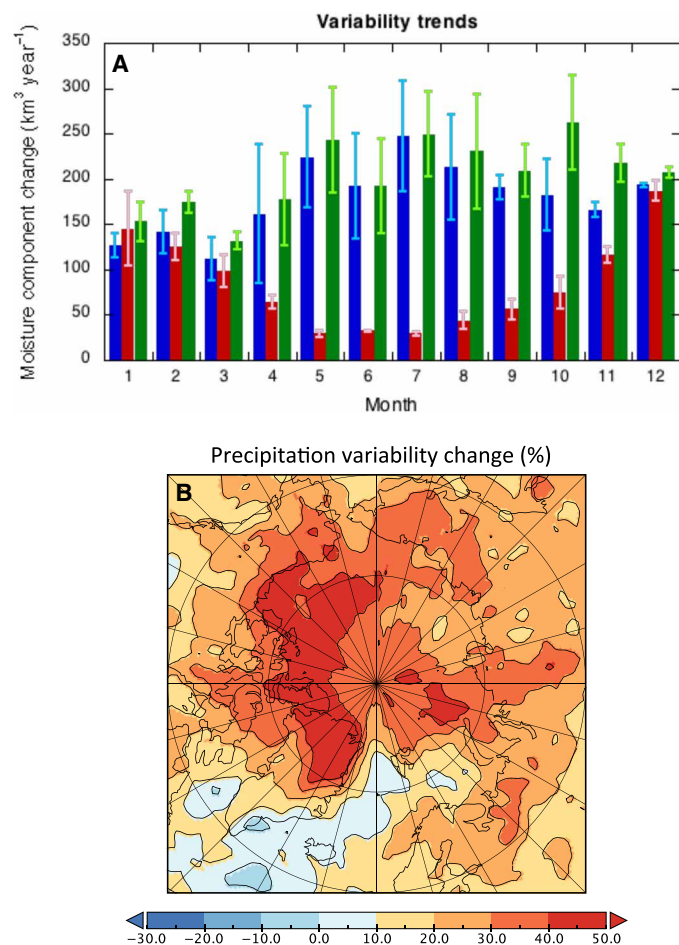 Variability trends
A
Moisture component change (km³ year⁻¹)
350
300
250
200
150
100
50
0
1 2 3 4 5 6 7 8 9 10 11 12
Month
Precipitation variability change (%)
B
−30.0 −20.0 −10.0 0.0 10.0 20.0 30.0 40.0 50.0